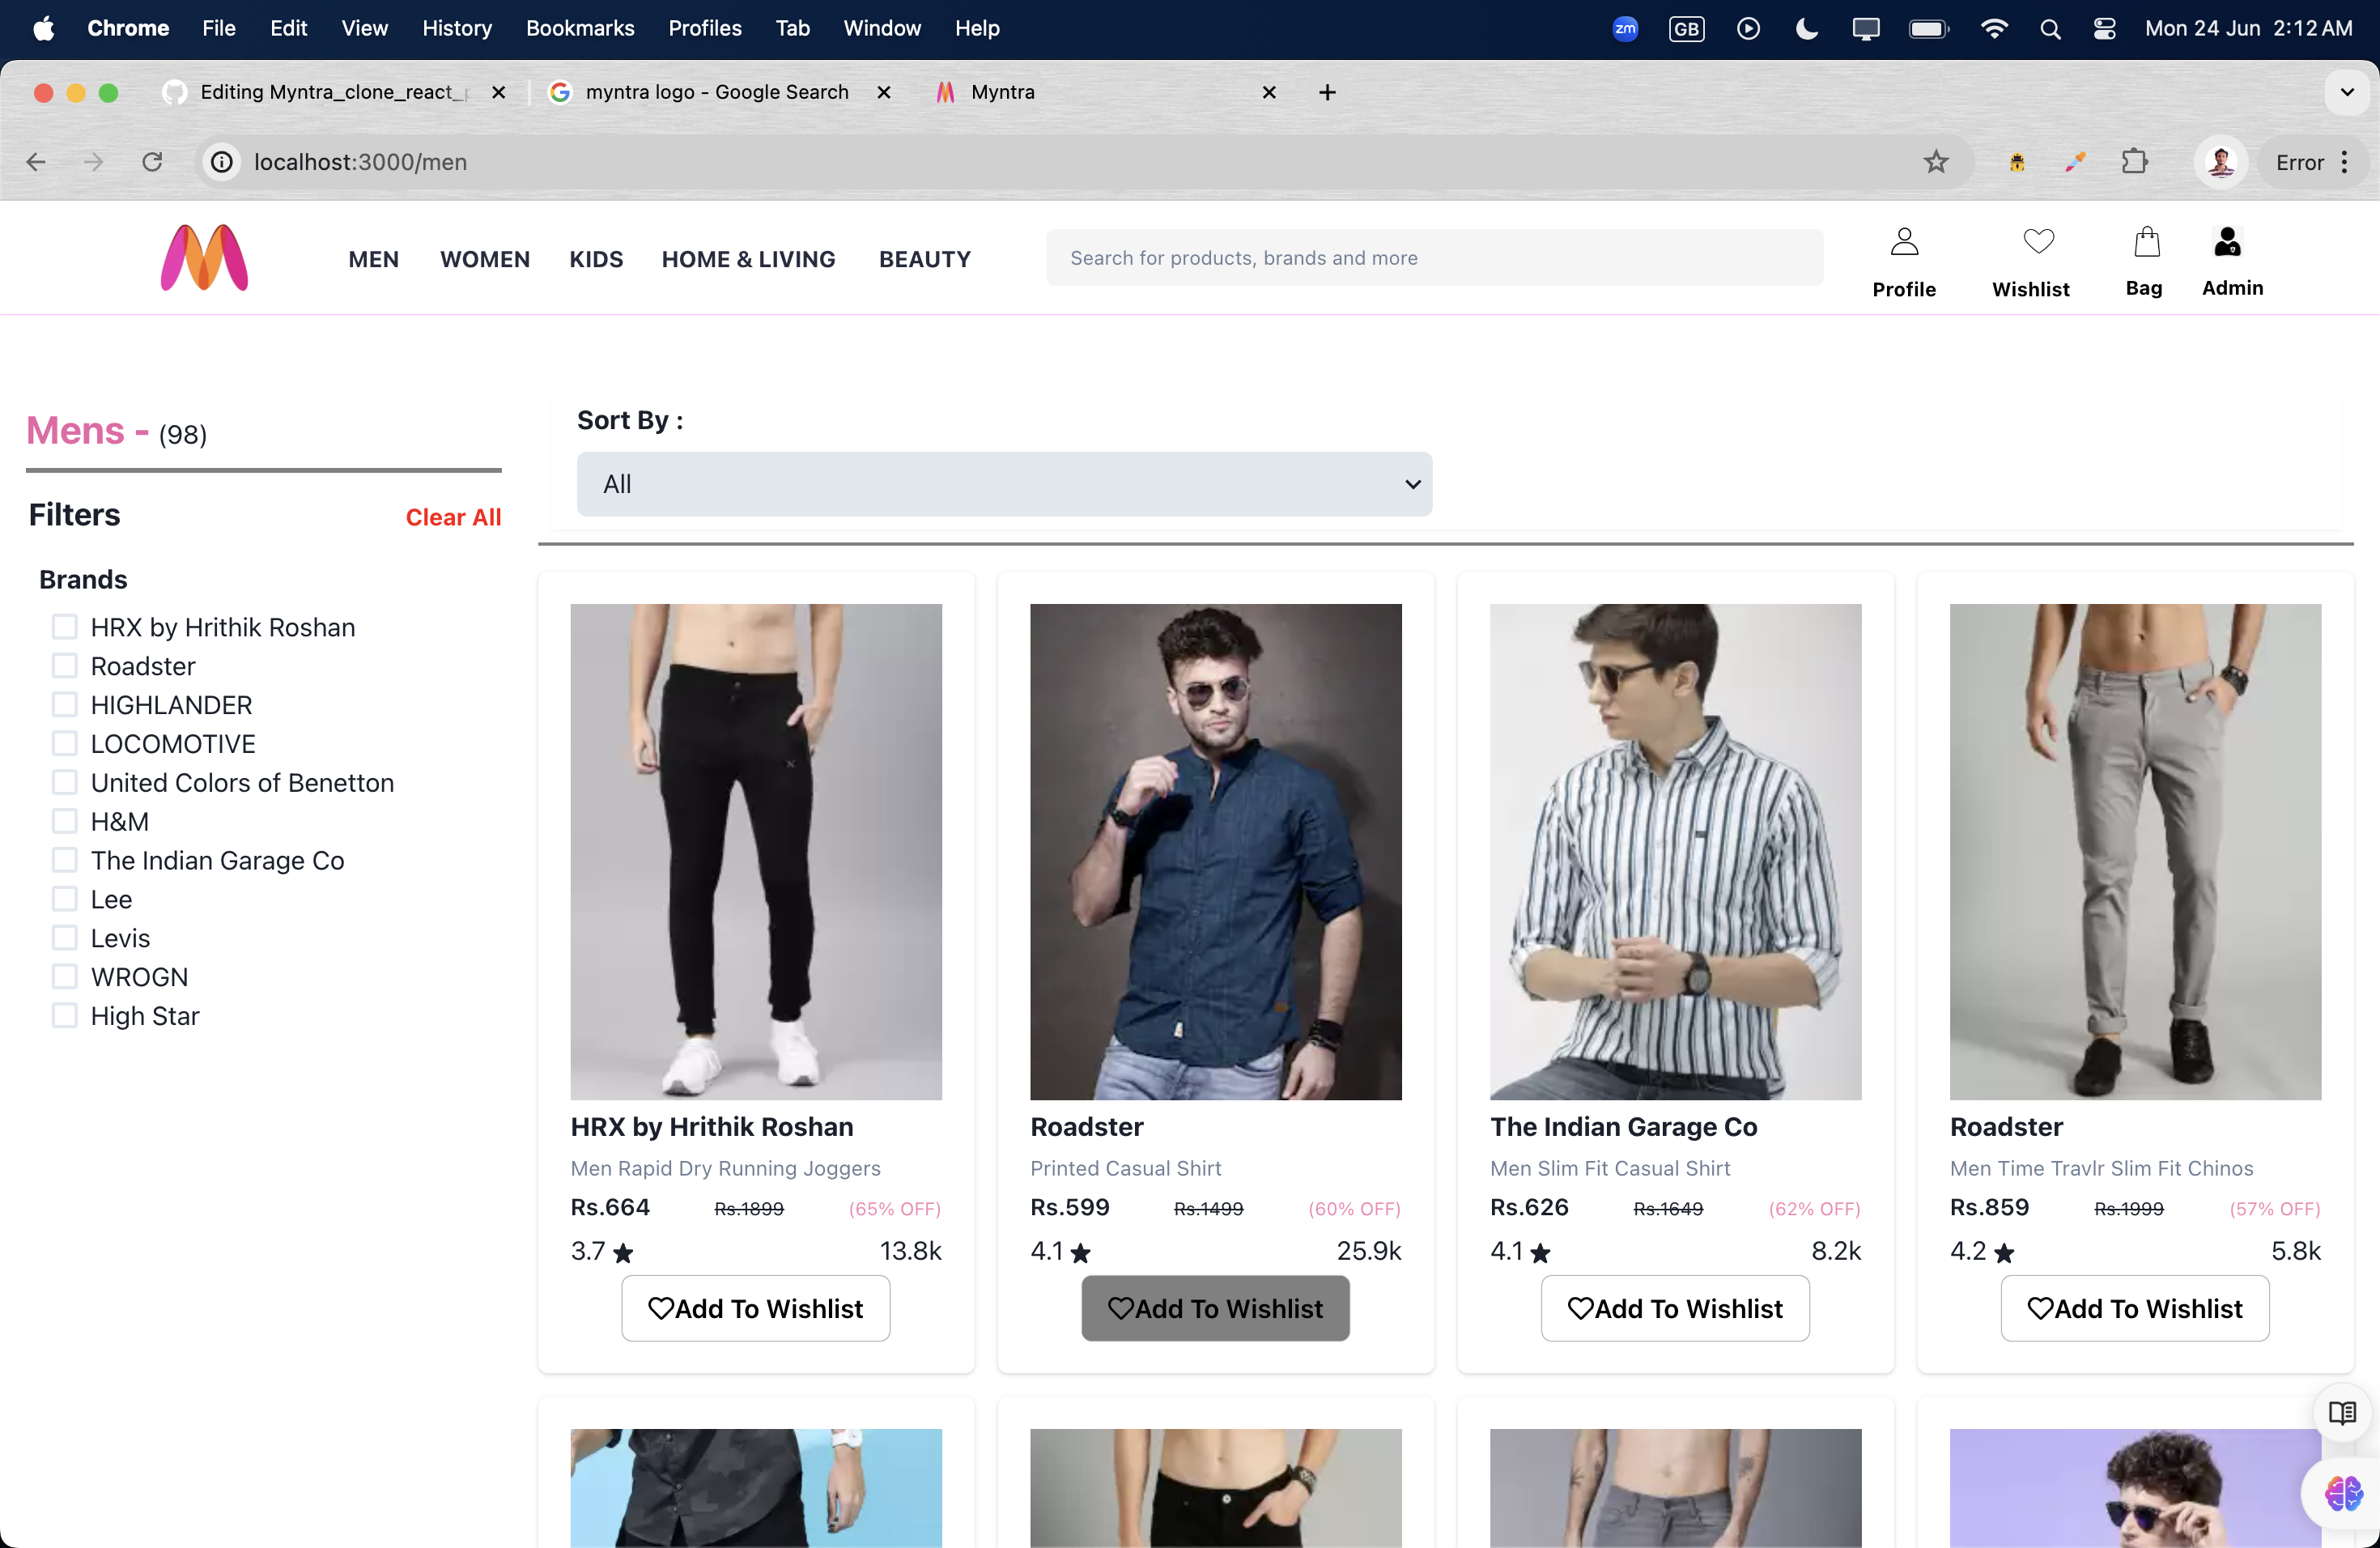 Chrome File Edit View History Bookmarks Profiles Tab Window Help zm GB Mon 24 Jun 2:12 AM
Editing Myntra_clone_react_ myntra logo - Google Search Myntra
localhost:3000/men Error
MEN WOMEN KIDS HOME & LIVING BEAUTY Search for products, brands and more
Profile Wishlist Bag Admin
Mens - (98)
Filters Clear All
Brands
HRX by Hrithik Roshan
Roadster
HIGHLANDER
LOCOMOTIVE
United Colors of Benetton
H&M
The Indian Garage Co
Lee
Levis
WROGN
High Star
Sort By :
All
HRX by Hrithik Roshan
Men Rapid Dry Running Joggers
Rs.664 Rs.1899 (65% OFF)
3.7 13.8k
Add To Wishlist
Roadster
Printed Casual Shirt
Rs.599 Rs.1499 (60% OFF)
4.1 25.9k
Add To Wishlist
The Indian Garage Co
Men Slim Fit Casual Shirt
Rs.626 Rs.1649 (62% OFF)
4.1 8.2k
Add To Wishlist
Roadster
Men Time Travlr Slim Fit Chinos
Rs.859 Rs.1999 (57% OFF)
4.2 5.8k
Add To Wishlist